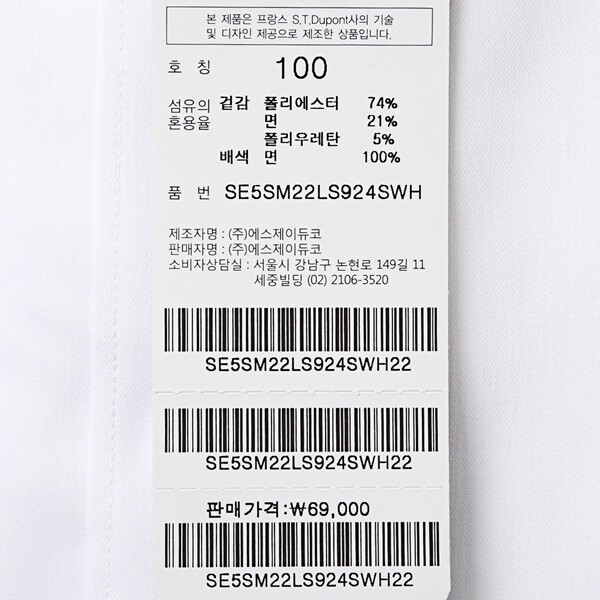 본 제품은 프랑스 S.T.Dupont사의 기술
및 디자인 제공으로 제조한 상품입니다.
호 칭 100
섬유의 혼용율 겉감 폴리에스터 74%
면 21%
폴리우레탄 5%
배색 면 100%
품 번 SE5SM22LS924SWH
제조자명 : (주)에스제이듀코
판매자명 : (주)에스제이듀코
소비자상담실 : 서울시 강남구 논현로 149길 11
세중빌딩 (02) 2106-3520
SE5SM22LS924SWH22
SE5SM22LS924SWH22
판매가격:₩69,000
SE5SM22LS924SWH22